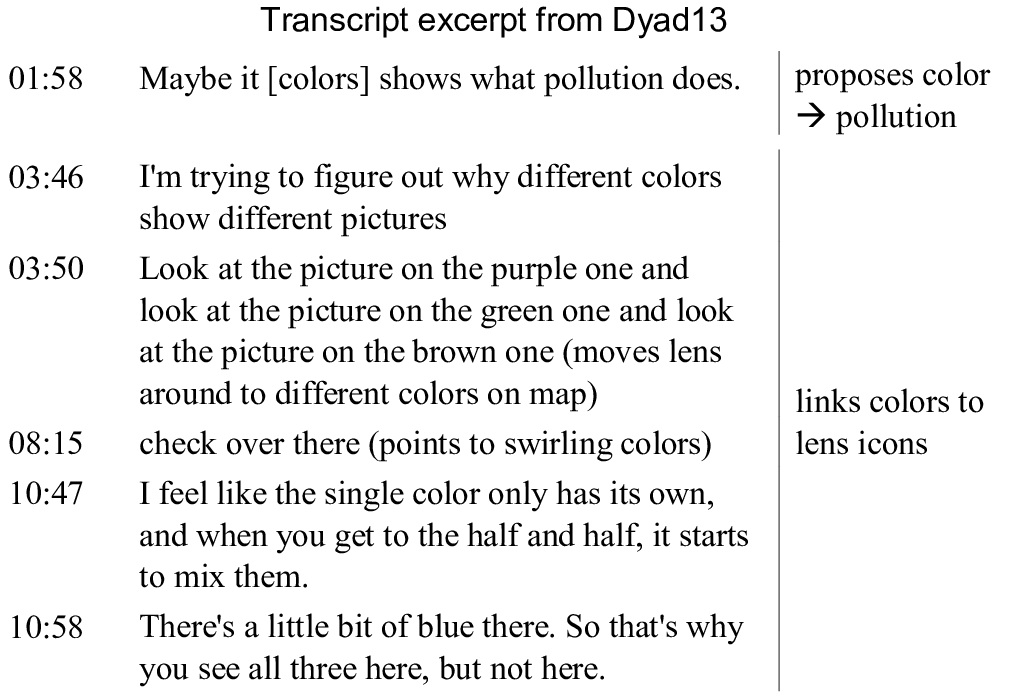 Transcript excerpt from Dyad13
01:58 Maybe it [colors] shows what pollution does.
proposes color
→ pollution
03:46 I'm trying to figure out why different colors
show different pictures
03:50 Look at the picture on the purple one and
look at the picture on the green one and look
at the picture on the brown one (moves lens
around to different colors on map)
08:15 check over there (points to swirling colors)
10:47 I feel like the single color only has its own,
and when you get to the half and half, it starts
to mix them.
10:58 There's a little bit of blue there. So that's why
you see all three here, but not here.
links colors to
lens icons